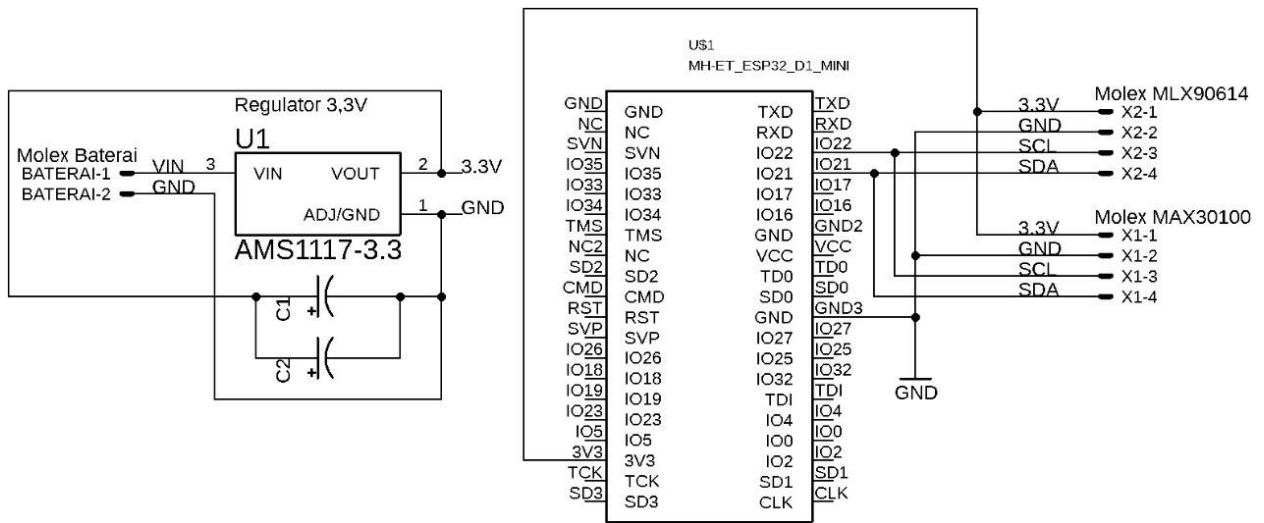 Regulator 3,3V
U1
Molex Baterai
BATERAI-1
BATERAI-2
VIN
GND
3
VIN
VOUT
2
3.3V
ADJ/GND
1
GND
AMS1117-3.3
C1
+
C2
+
U$1
MH-ET_ESP32_D1_MINI
GND GND TXD TXD
NC NC RXD RXD
SVN SVN IO22 IO22
IO35 IO35 IO21 IO21
IO33 IO33 IO17 IO17
IO34 IO34 IO16 IO16
TMS TMS GND GND2
NC2 NC VCC VCC
SD2 SD2 TD0 TD0
CMD CMD SD0 SD0
RST RST GND GND3
SVP SVP IO27 IO27
IO26 IO26 IO25 IO25
IO18 IO18 IO32 IO32
IO19 IO19 TDI TDI
IO23 IO23 IO4 IO4
IO5 IO5 IO0 IO0
3V3 3V3 IO2 IO2
TCK TCK SD1 SD1
SD3 SD3 CLK CLK
Molex MLX90614
3.3V X2-1
GND X2-2
SCL X2-3
SDA X2-4
Molex MAX30100
3.3V X1-1
GND X1-2
SCL X1-3
SDA X1-4
GND